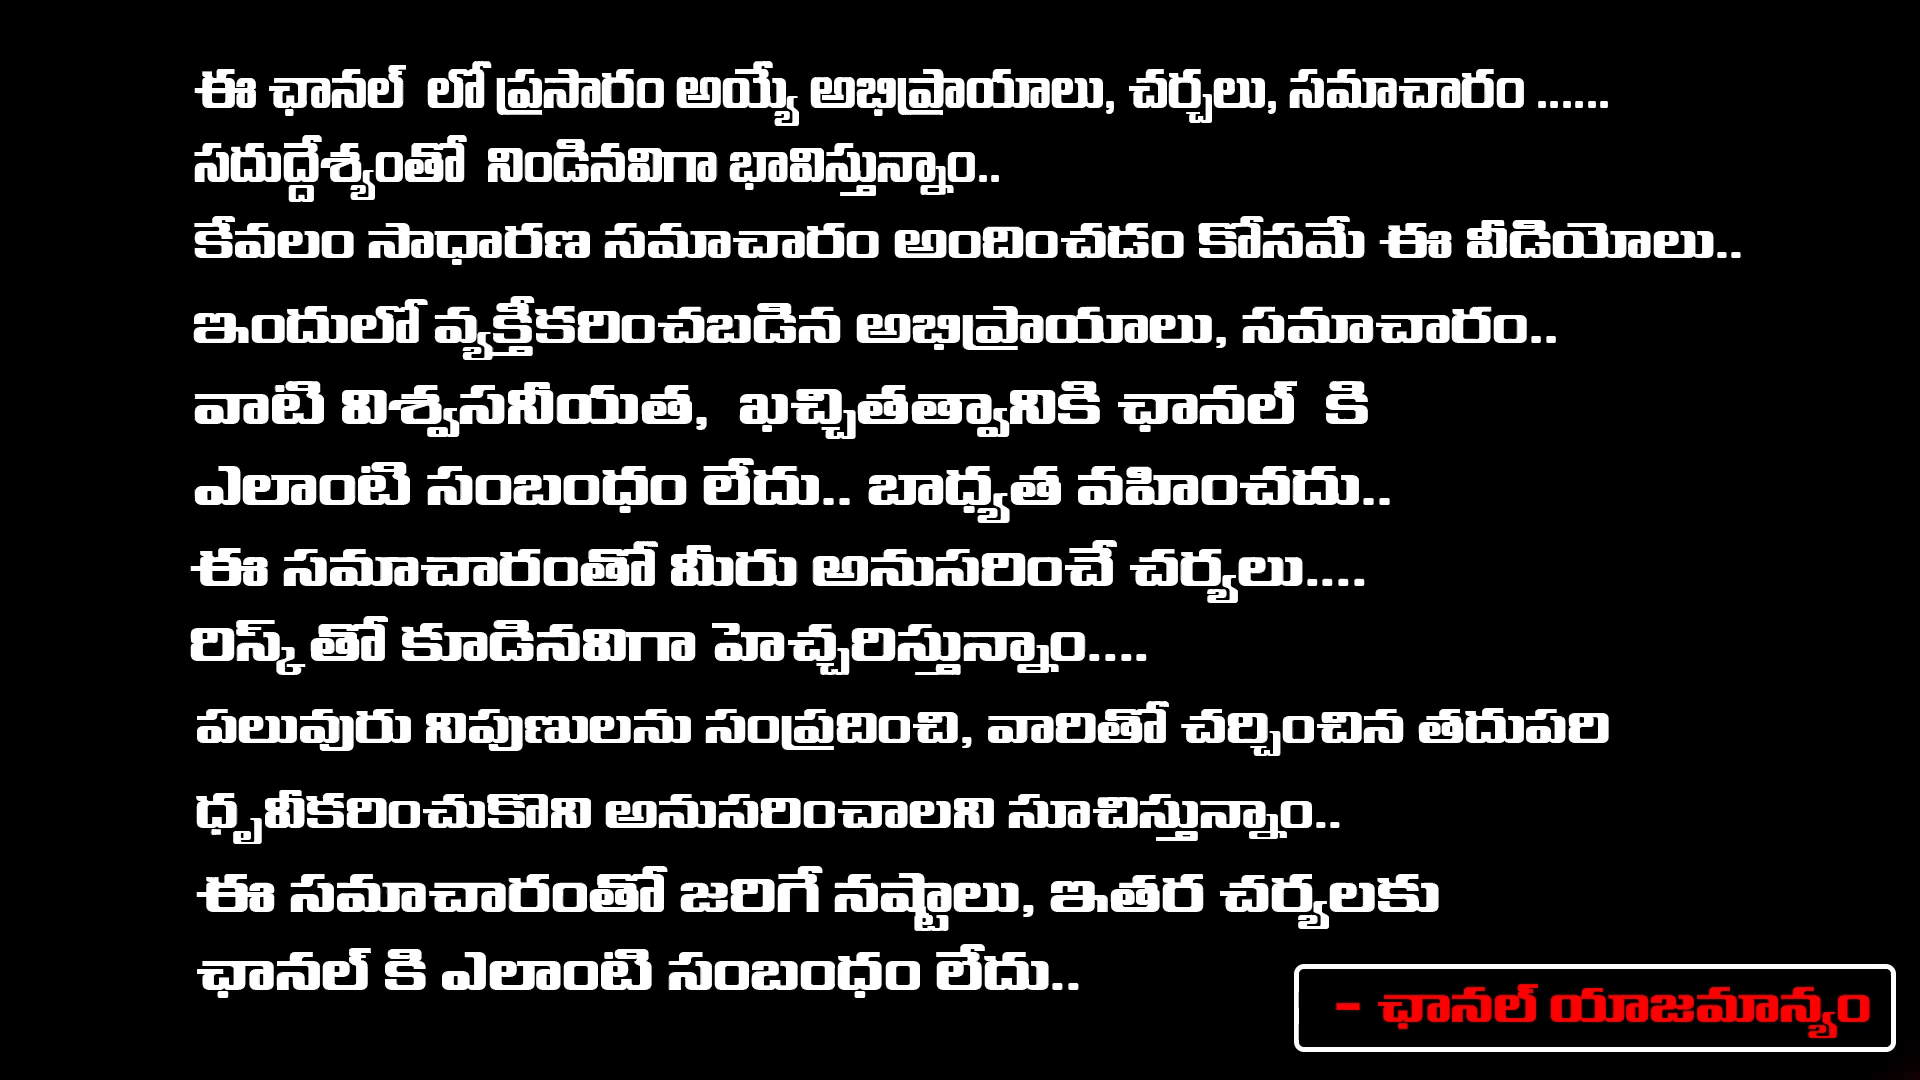 ఈ ఛానల్ లో ప్రసారం అయ్యే అభిప్రాయాలు, చర్చలు, సమాచారం ......
సదుద్దేశ్యంతో నిండినవిగా భావిస్తున్నాం..
కేవలం సాధారణ సమాచారం అందించడం కోసమే ఈ వీడియోలు..
ఇందులో వ్యక్తీకరించబడిన అభిప్రాయాలు, సమాచారం..
వాటి విశ్వసనీయత, ఖచ్చితత్వానికి ఛానల్ కి
ఎలాంటి సంబంధం లేదు.. బాధ్యత వహించదు..
ఈ సమాచారంతో మీరు అనుసరించే చర్యలు....
రిస్క్ తో కూడినవిగా హెచ్చరిస్తున్నాం....
పలువురు నిపుణులను సంప్రదించి, వారితో చర్చించిన తదుపరి
ధృవీకరించుకొని అనుసరించాలని సూచిస్తున్నాం..
ఈ సమాచారంతో జరిగే నష్టాలు, ఇతర చర్యలకు
ఛానల్ కి ఎలాంటి సంబంధం లేదు..
- ఛానల్ యాజమాన్యం